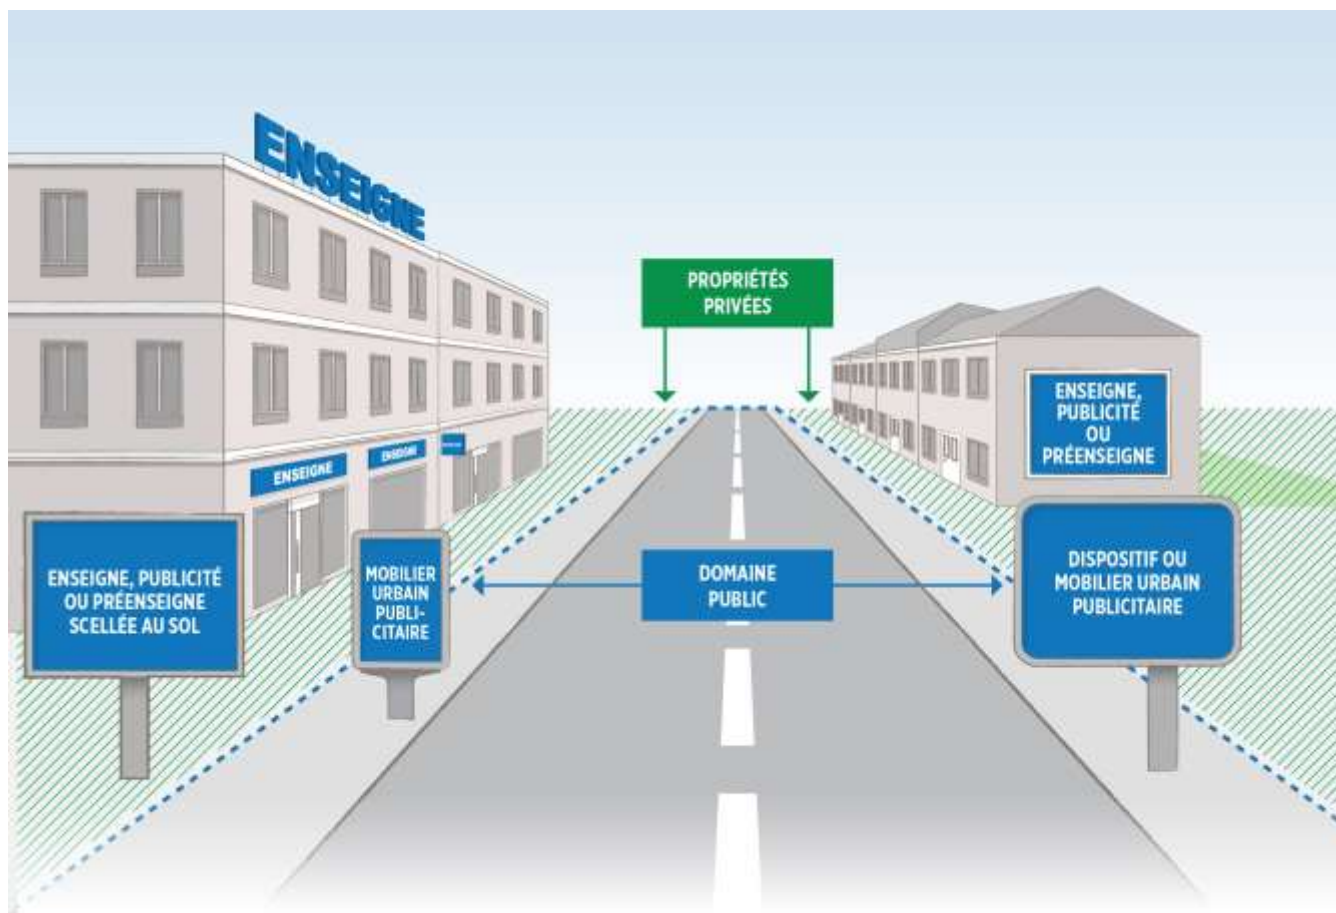 ENSEIGNE
PROPRIÉTÉS
PRIVÉES
ENSEIGNE,
PUBLICITÉ
OU
PRÉENSEIGNE
ENSEIGNE
ENSEIGNE
ENSEIGNE, PUBLICITÉ
OU PRÉENSEIGNE
SCELLÉE AU SOL
MOBILIER
URBAIN
PUBLI-
CITAIRE
DOMAINE
PUBLIC
DISPOSITIF OU
MOBILIER URBAIN
PUBLICITAIRE